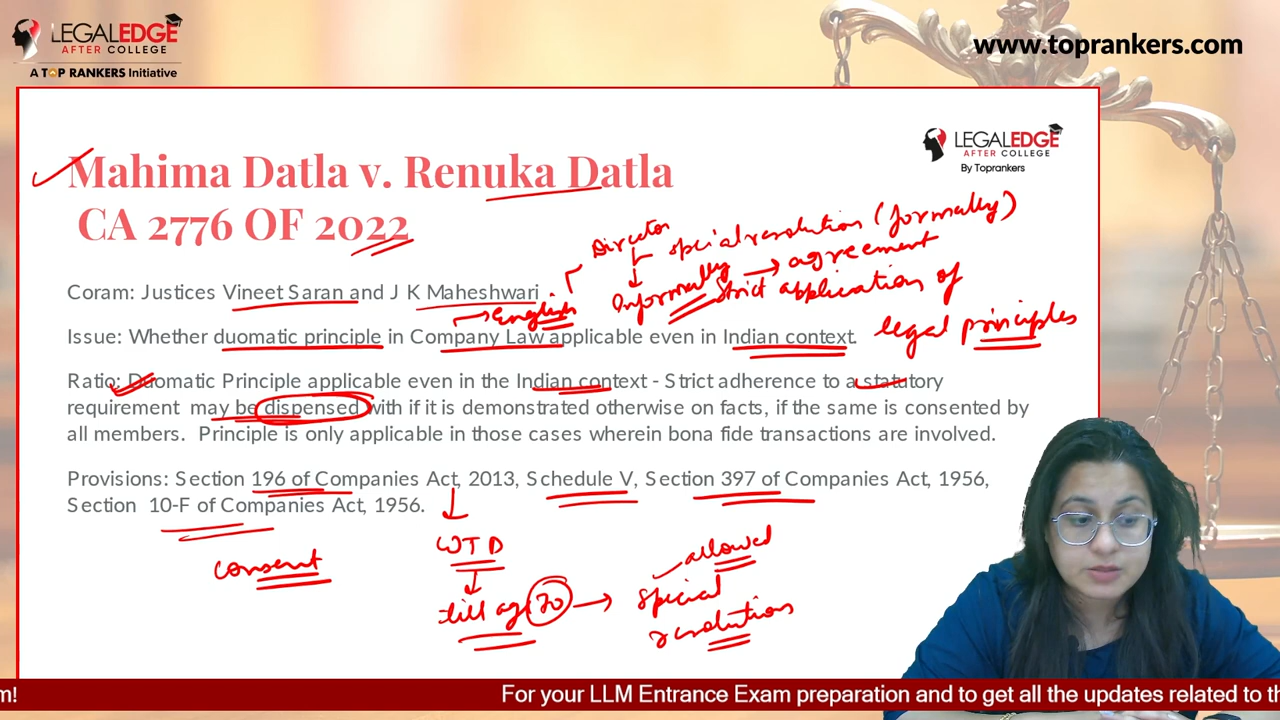 LEGALEDGE
AFTER COLLEGE
A TOP RANKERS Initiative
www.toprankers.com
LEGALEDGE
AFTER COLLEGE
By Toprankers
Mahima Datla v. Renuka Datla
CA 2776 OF 2022
Director
special resolution (formally)
Informally → agreement
English
strict application of
legal principles
Coram: Justices Vineet Saran and J K Maheshwari
Issue: Whether duomatic principle in Company Law applicable even in Indian context.
Ratio: Duomatic Principle applicable even in the Indian context - Strict adherence to a statutory
requirement may be dispensed with if it is demonstrated otherwise on facts, if the same is consented by
all members. Principle is only applicable in those cases wherein bona fide transactions are involved.
Provisions: Section 196 of Companies Act, 2013, Schedule V, Section 397 of Companies Act, 1956,
Section 10-F of Companies Act, 1956.
consent
WTD
till age 70 →
allowed
special
resolution
m!
For your LLM Entrance Exam preparation and to get all the updates related to th